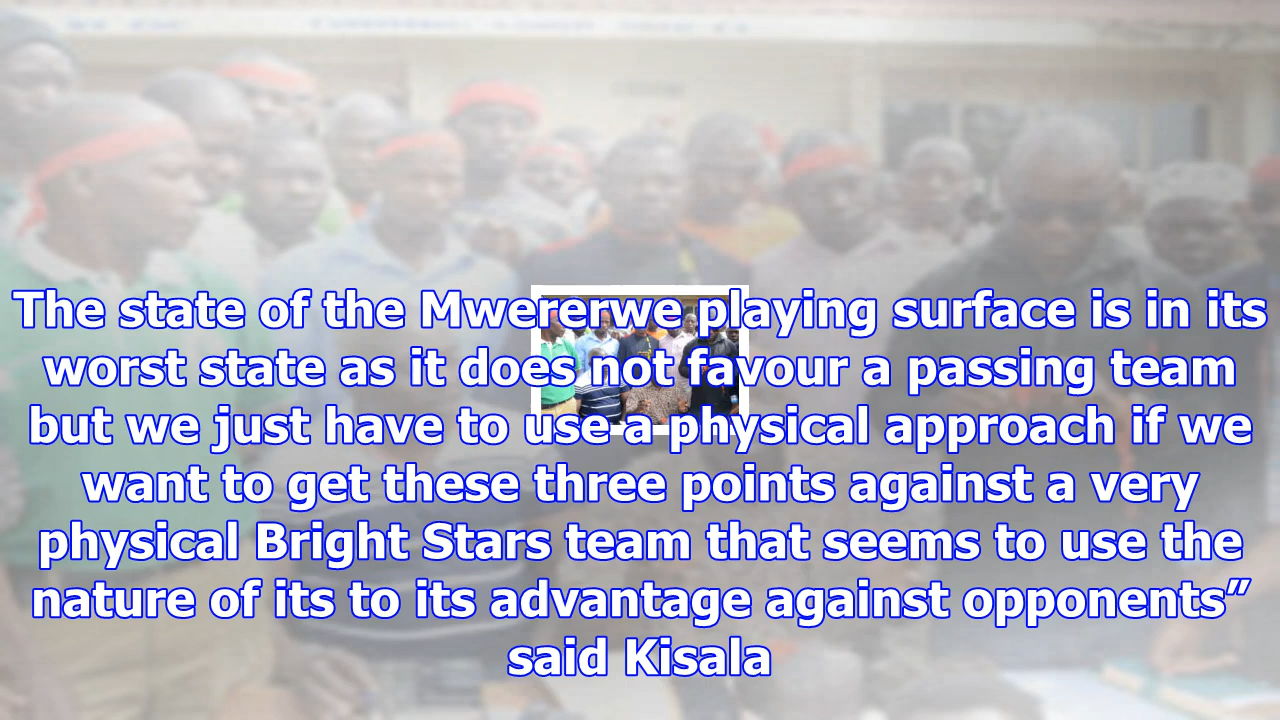 The state of the Mwererwe playing surface is in its
worst state as it does not favour a passing team
but we just have to use a physical approach if we
want to get these three points against a very
physical Bright Stars team that seems to use the
nature of its to its advantage against opponents”
said Kisala